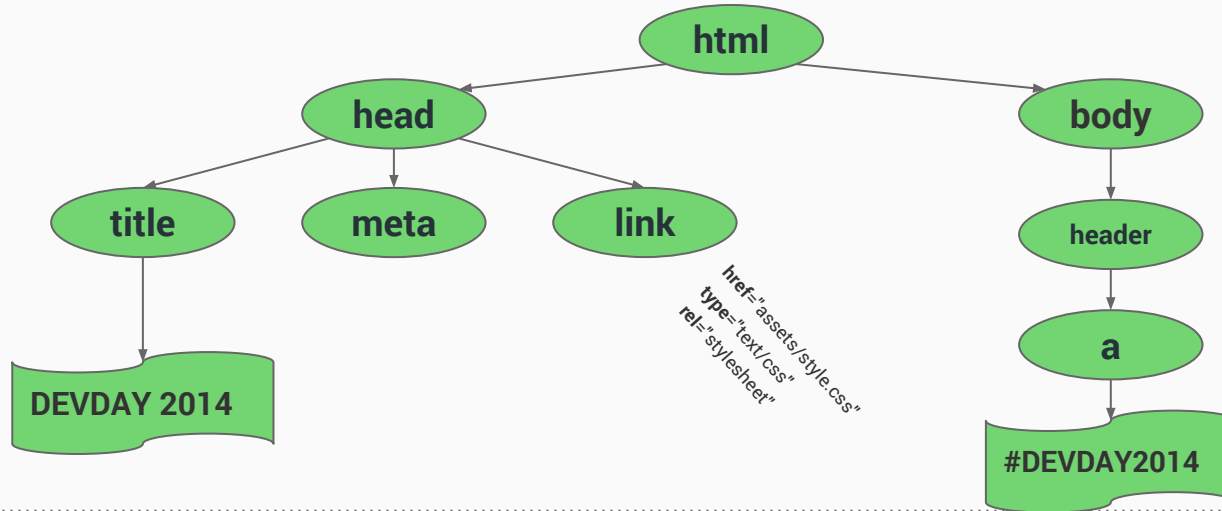 html
head
body
title
meta
link
header
href="assets/style.css"
type="text/css"
rel="stylesheet"
a
DEVDAY 2014
#DEVDAY2014